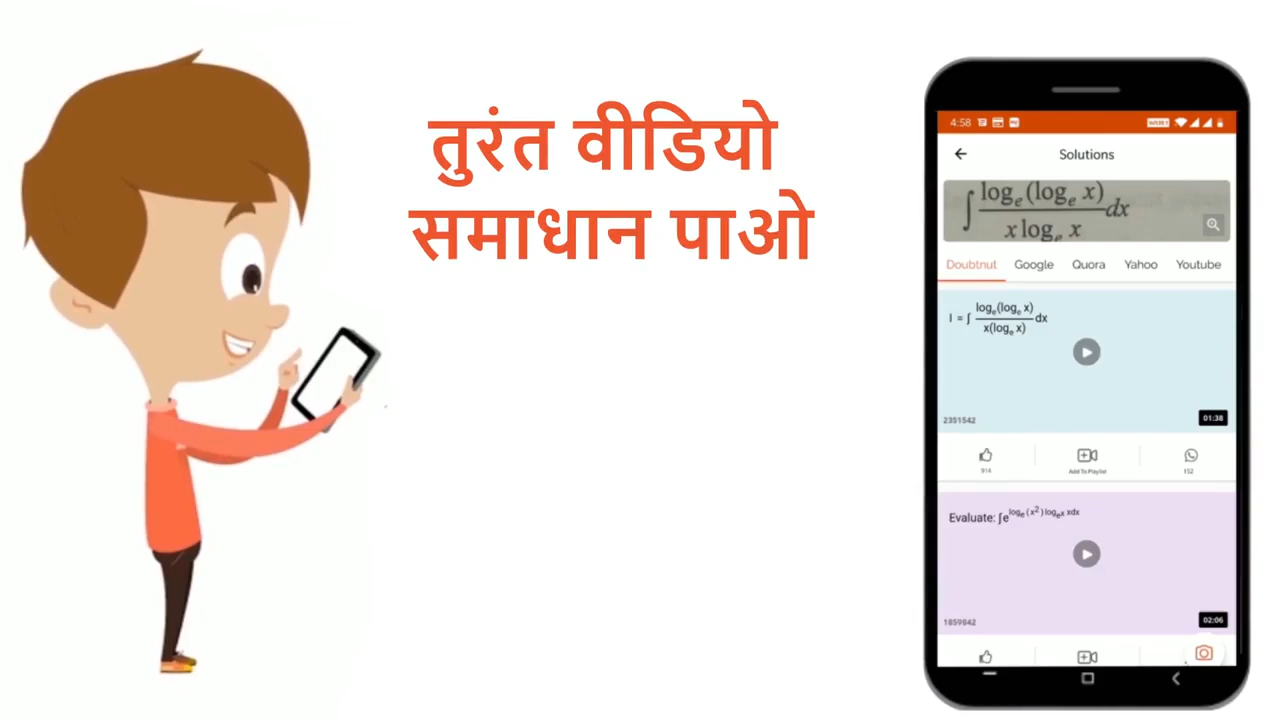 तुरंत वीडियो
समाधान पाओ
4:58
Solutions
∫ logₑ(logₑ x) / x logₑ x dx
Doubtnut Google Quora Yahoo Youtube
I = ∫ logₑ(logₑ x) / x(logₑ x) dx
2351542 01:38
914 Add To Playlist 152
Evaluate: ∫e^logₑ(x²)logₑx xdx
1859842 02:06